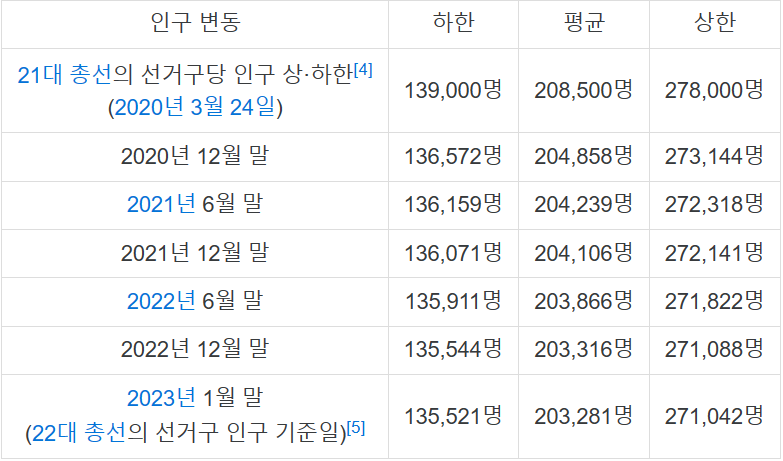 인구 변동 하한 평균 상한
21대 총선의 선거구당 인구 상·하한[4]
(2020년 3월 24일) 139,000명 208,500명 278,000명
2020년 12월 말 136,572명 204,858명 273,144명
2021년 6월 말 136,159명 204,239명 272,318명
2021년 12월 말 136,071명 204,106명 272,141명
2022년 6월 말 135,911명 203,866명 271,822명
2022년 12월 말 135,544명 203,316명 271,088명
2023년 1월 말
(22대 총선의 선거구 인구 기준일)[5] 135,521명 203,281명 271,042명